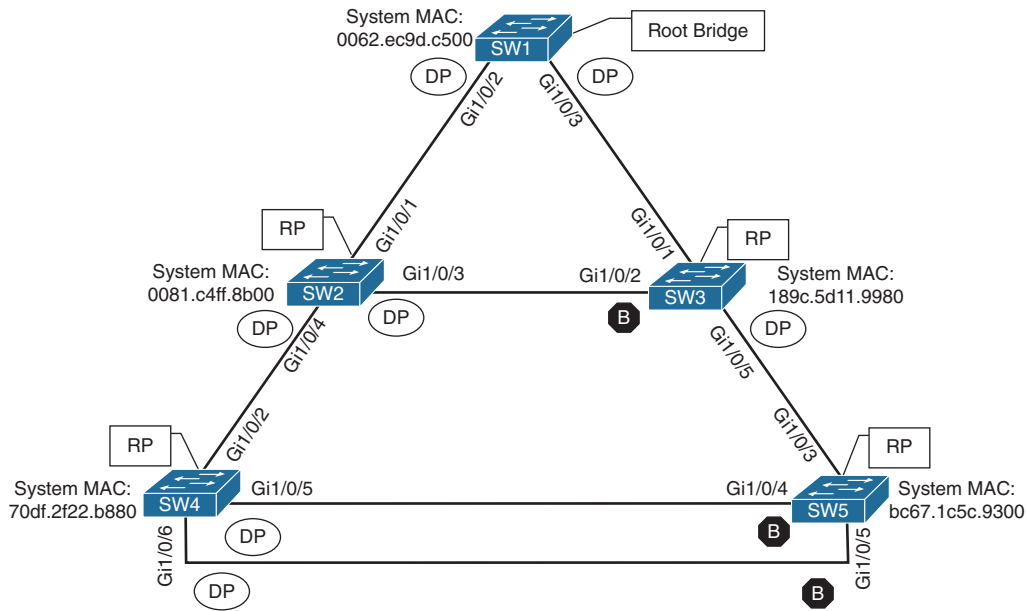 System MAC:
0062.ec9d.c500
SW1
Root Bridge
DP
DP
Gi1/0/2
Gi1/0/3
RP
Gi1/0/1
Gi1/0/1
RP
System MAC:
0081.c4ff.8b00
SW2
Gi1/0/3
Gi1/0/2
SW3
System MAC:
189c.5d11.9980
DP
DP
B
DP
Gi1/0/4
Gi1/0/5
RP
Gi1/0/2
Gi1/0/3
RP
System MAC:
70df.2f22.b880
SW4
Gi1/0/5
Gi1/0/4
SW5
System MAC:
bc67.1c5c.9300
Gi1/0/6
DP
B
Gi1/0/5
DP
B